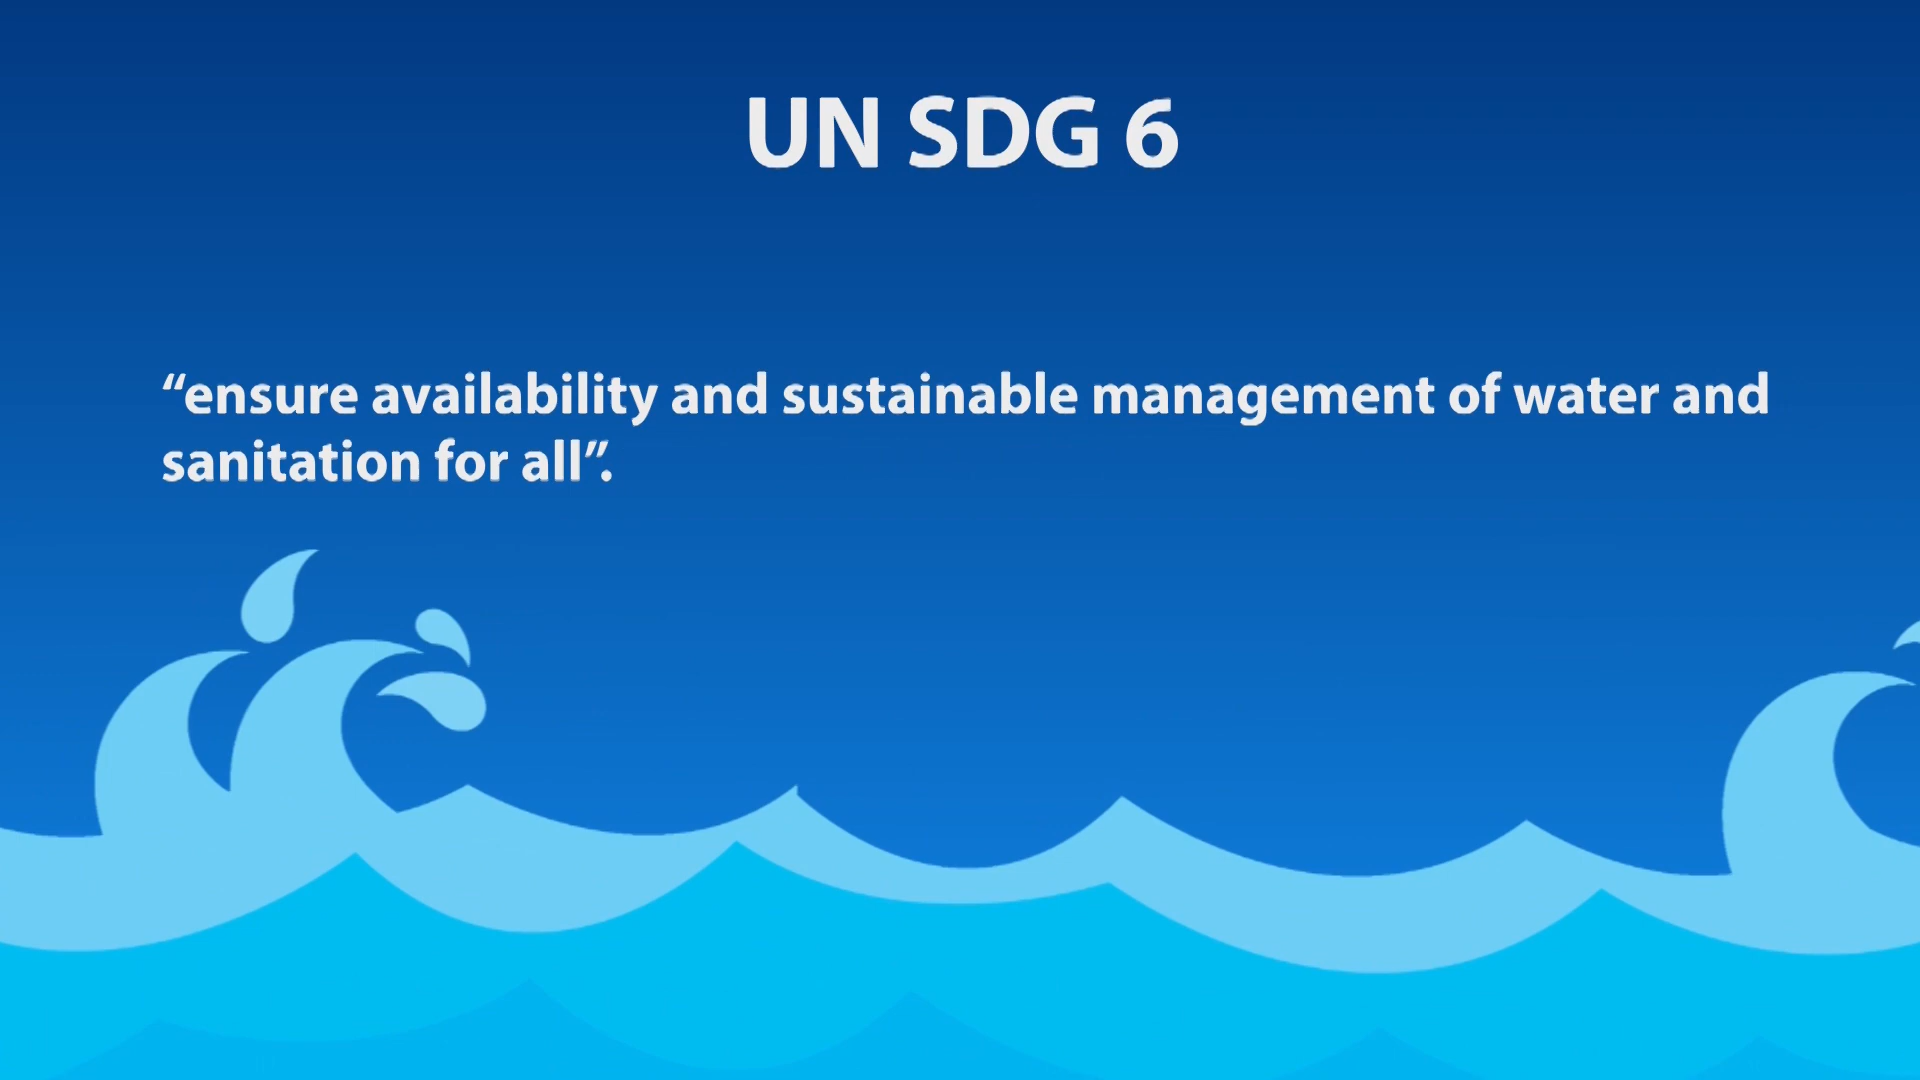 UN SDG 6
“ensure availability and sustainable management of water and
sanitation for all”.